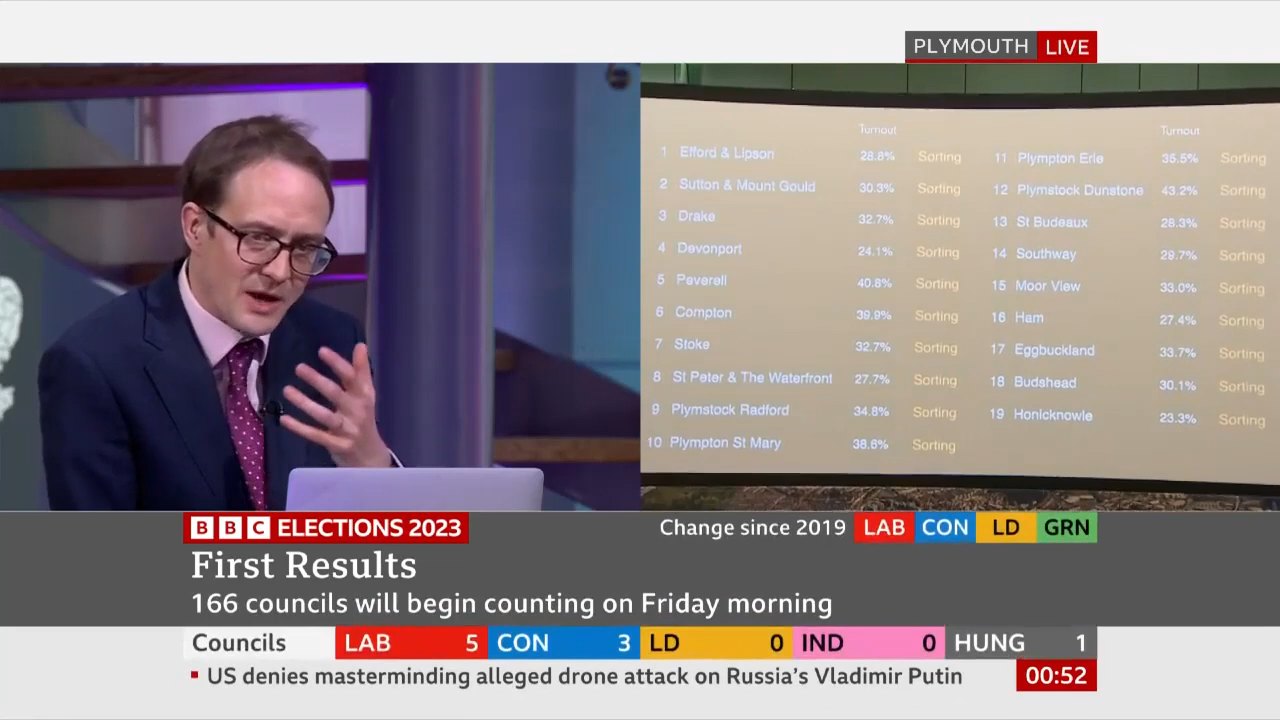 PLYMOUTH LIVE
Turnout Turnout
1 Efford & Lipson 28.8% Sorting 11 Plympton Erle 35.5% Sorting
2 Sutton & Mount Gould 30.3% Sorting 12 Plymstock Dunstone 43.2% Sorting
3 Drake 32.7% Sorting 13 St Budeaux 28.3% Sorting
4 Devonport 24.1% Sorting 14 Southway 29.7% Sorting
5 Peverell 40.8% Sorting 15 Moor View 33.0% Sorting
6 Compton 39.9% Sorting 16 Ham 27.4% Sorting
7 Stoke 32.7% Sorting 17 Eggbuckland 33.7% Sorting
8 St Peter & The Waterfront 27.7% Sorting 18 Budshead 30.1% Sorting
9 Plymstock Radford 34.8% Sorting 19 Honicknowle 23.3% Sorting
10 Plympton St Mary 38.6% Sorting
BBC ELECTIONS 2023 Change since 2019 LAB CON LD GRN
First Results
166 councils will begin counting on Friday morning
Councils LAB 5 CON 3 LD 0 IND 0 HUNG 1
US denies masterminding alleged drone attack on Russia's Vladimir Putin 00:52